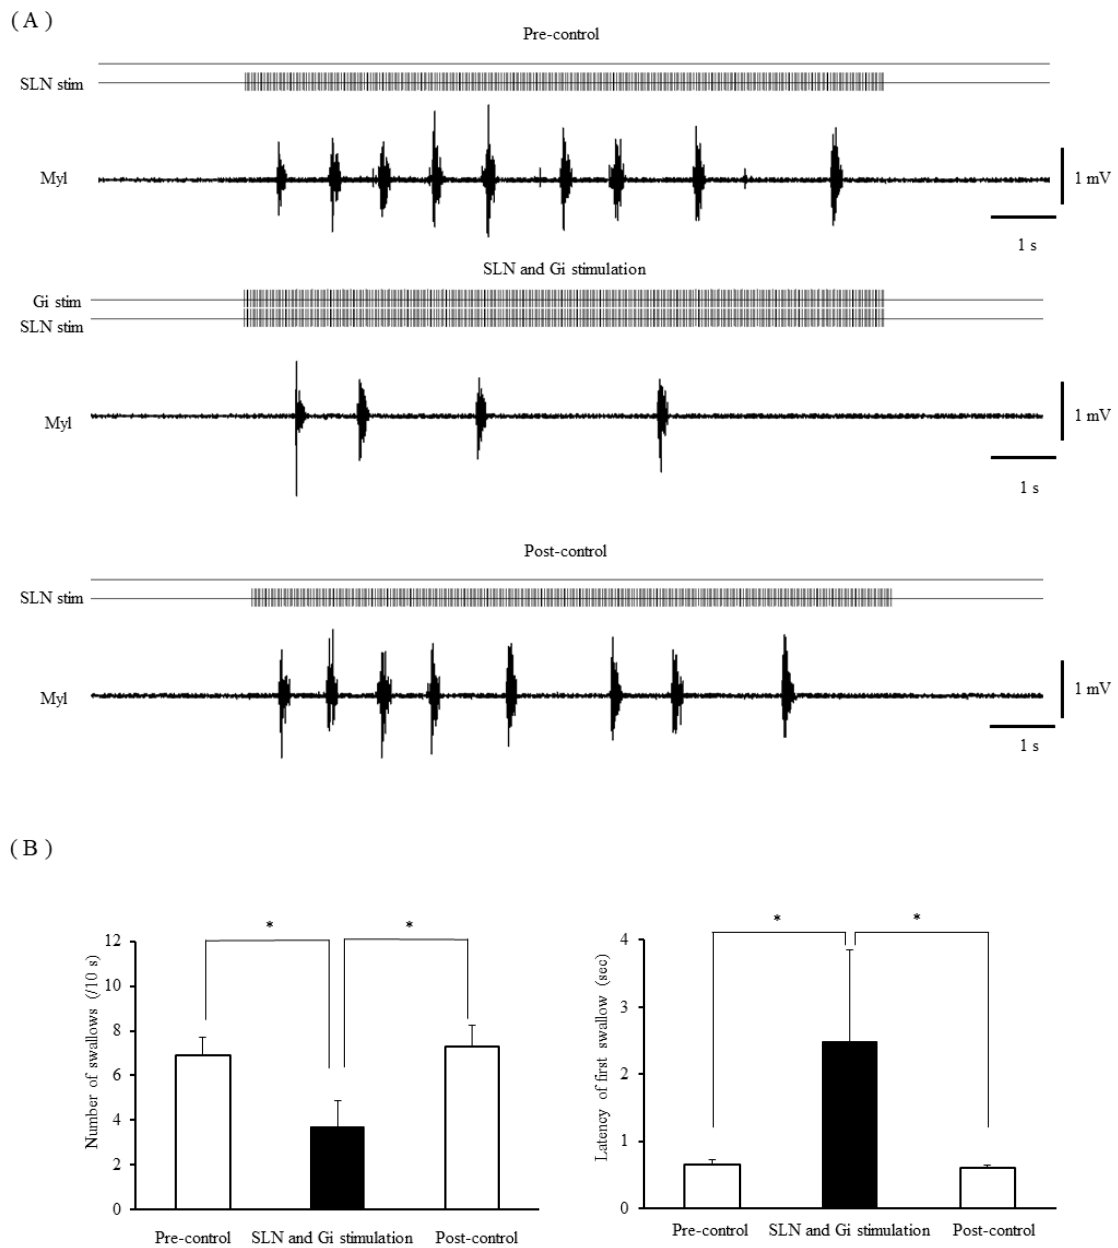 ( A )
Pre-control
SLN stim
Myl
1 mV
1 s
SLN and Gi stimulation
Gi stim
SLN stim
Myl
1 mV
1 s
Post-control
SLN stim
Myl
1 mV
1 s
( B )
* *
Number of swallows (/10 s)
12
10
8
6
4
2
0
Pre-control SLN and Gi stimulation Post-control
* *
Latency of first swallow (sec)
4
3
2
1
0
Pre-control SLN and Gi stimulation Post-control